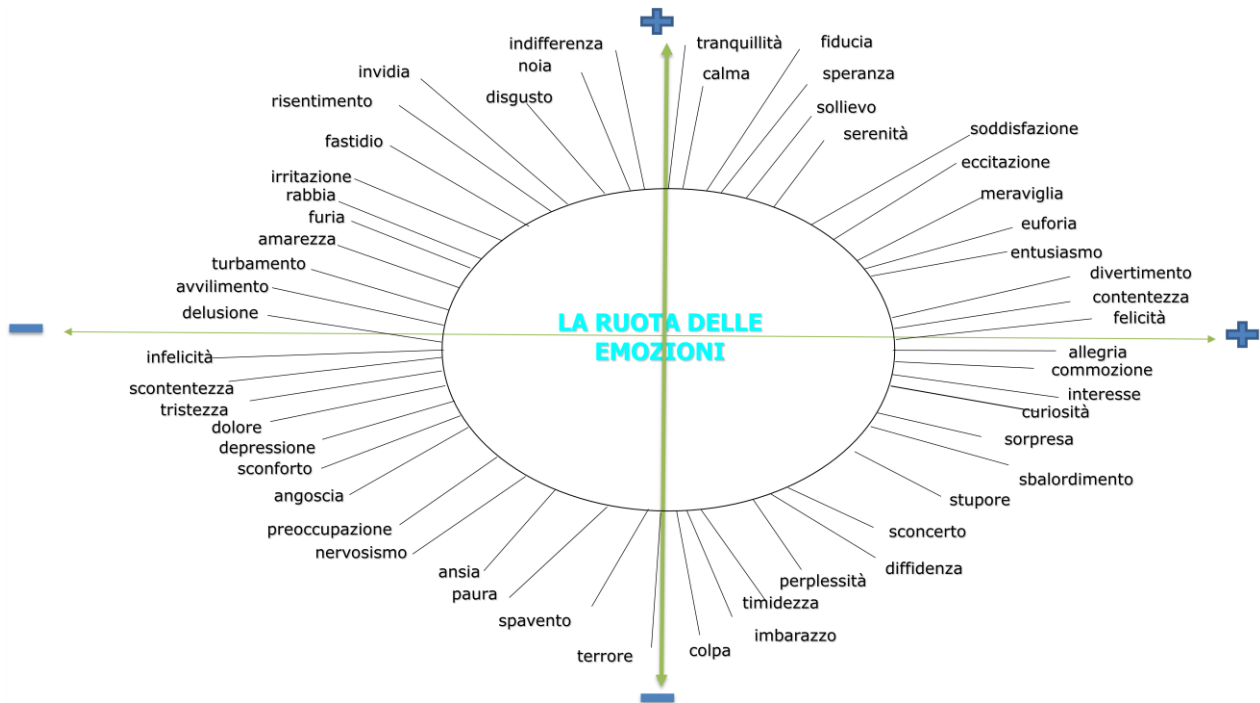 indifferenza
tranquillità
fiducia
noia
calma
speranza
invidia
disgusto
sollievo
risentimento
serenità
soddisfazione
fastidio
eccitazione
irritazione
meraviglia
rabbia
furia
euforia
amarezza
entusiasmo
turbamento
divertimento
avvilimento
contentezza
delusione
felicità
LA RUOTA DELLE
EMOZIONI
infelicità
allegria
commozione
scontentezza
interesse
tristezza
curiosità
dolore
sorpresa
depressione
sconforto
sbalordimento
angoscia
stupore
preoccupazione
sconcerto
nervosismo
diffidenza
ansia
perplessità
paura
timidezza
spavento
imbarazzo
terrore
colpa